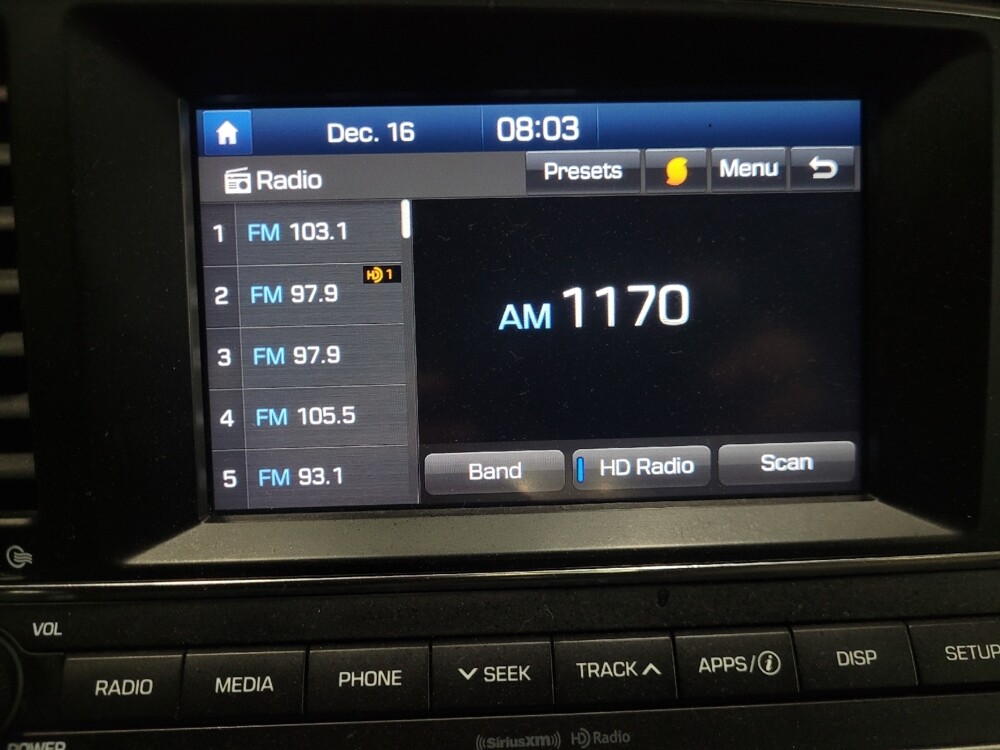 Dec. 16 08:03
Radio Presets Menu
1 FM 103.1
2 FM 97.9 HD 1
3 FM 97.9
4 FM 105.5
5 FM 93.1
AM 1170
Band HD Radio Scan
VOL
RADIO MEDIA PHONE SEEK TRACK APPS/i DISP SETUP
POWER
((SiriusXM)) HD Radio